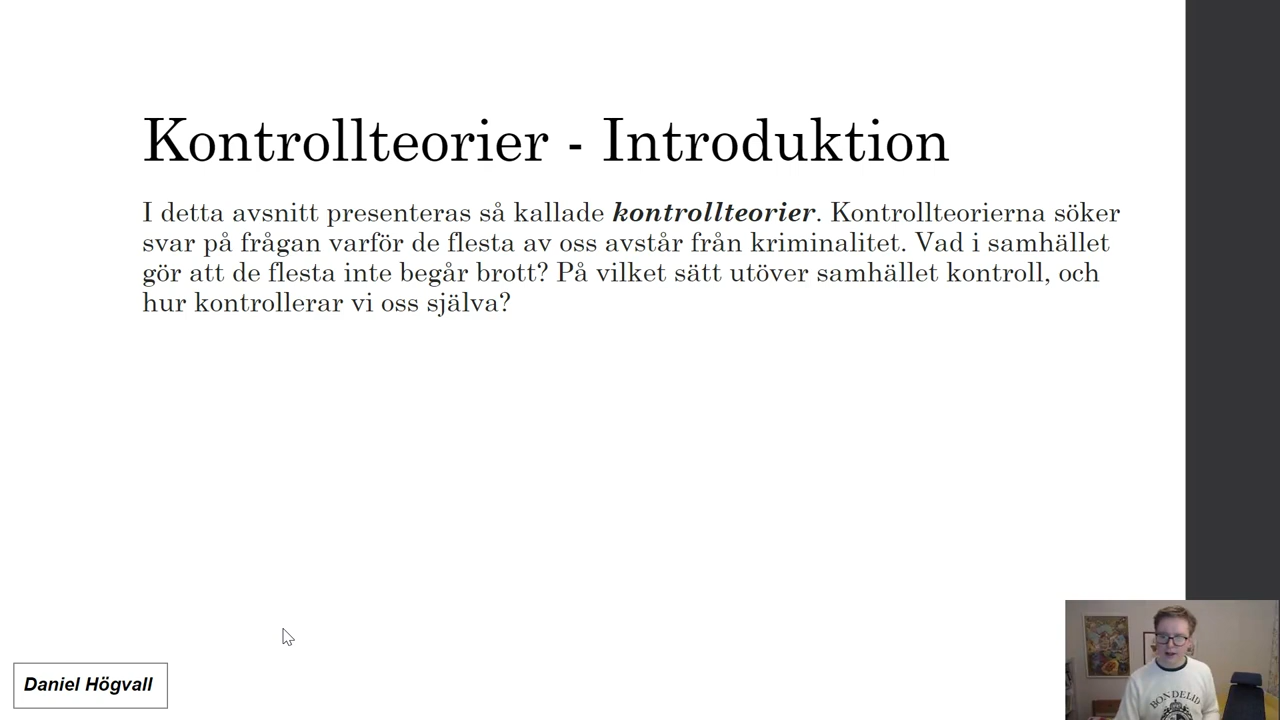 Kontrollteorier - Introduktion
I detta avsnitt presenteras så kallade kontrollteorier. Kontrollteorierna söker
svar på frågan varför de flesta av oss avstår från kriminalitet. Vad i samhället
gör att de flesta inte begår brott? På vilket sätt utöver samhället kontroll, och
hur kontrollerar vi oss själva?
Daniel Högvall
BONDELID